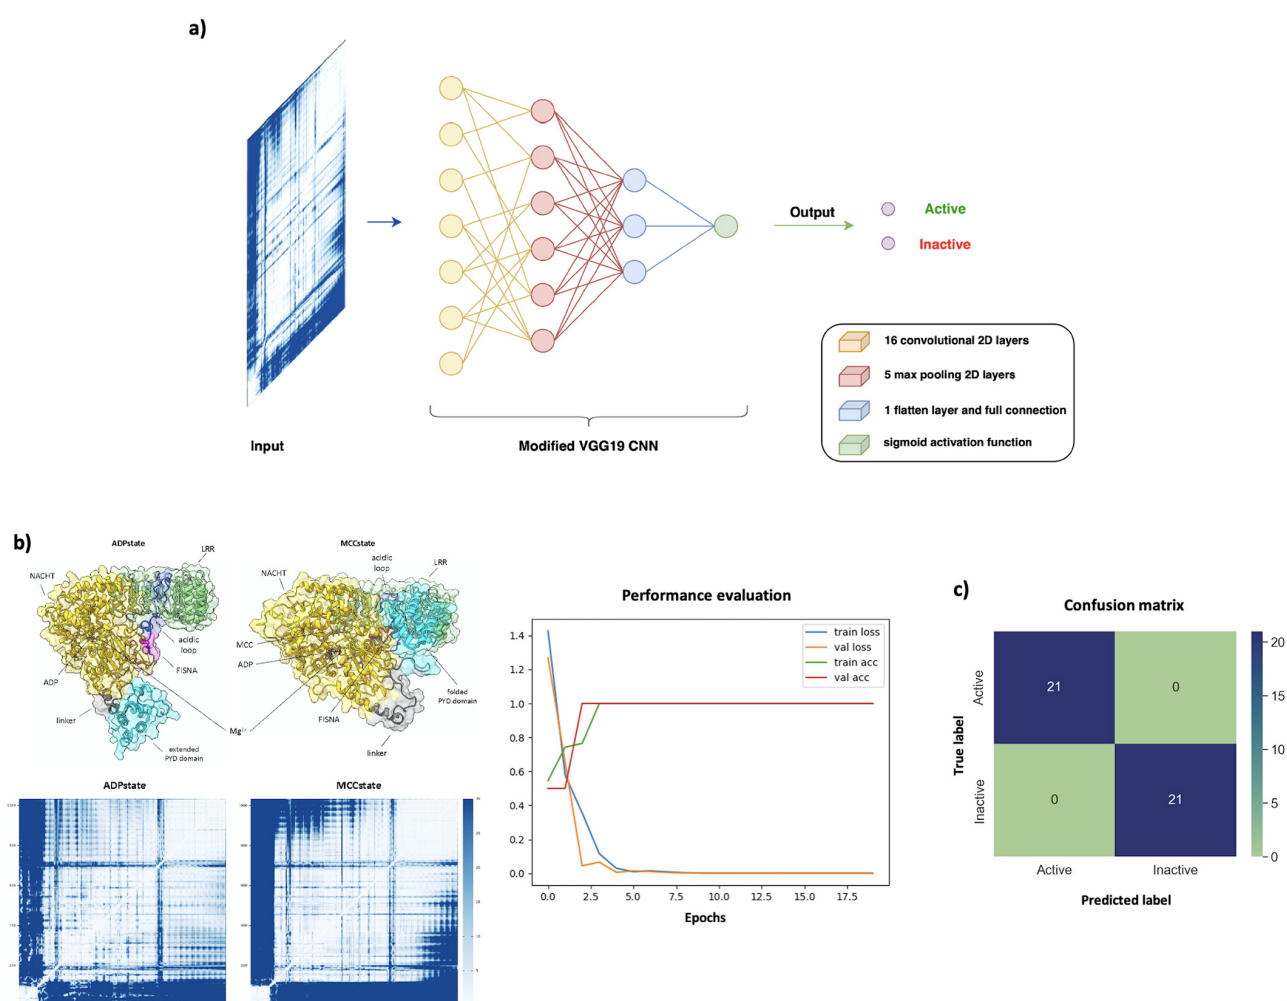 a)
Output
Active
Inactive
16 convolutional 2D layers
5 max pooling 2D layers
1 flatten layer and full connection
sigmoid activation function
Input
Modified VGG19 CNN
b)
ADPstate
LRR
NACHT
acidic
loop
FISNA
ADP
linker
extended
PYD domain
Mg²⁺
MCCstate
acidic
loop
LRR
NACHT
MCC
ADP
FISNA
folded
PYD domain
linker
ADPstate
MCCstate
Performance evaluation
train loss
val loss
train acc
val acc
1.4
1.2
1.0
0.8
0.6
0.4
0.2
0.0
0.0 2.5 5.0 7.5 10.0 12.5 15.0 17.5
Epochs
c)
Confusion matrix
True label
Active
Inactive
21 0
0 21
Active Inactive
Predicted label
20
15
10
5
0